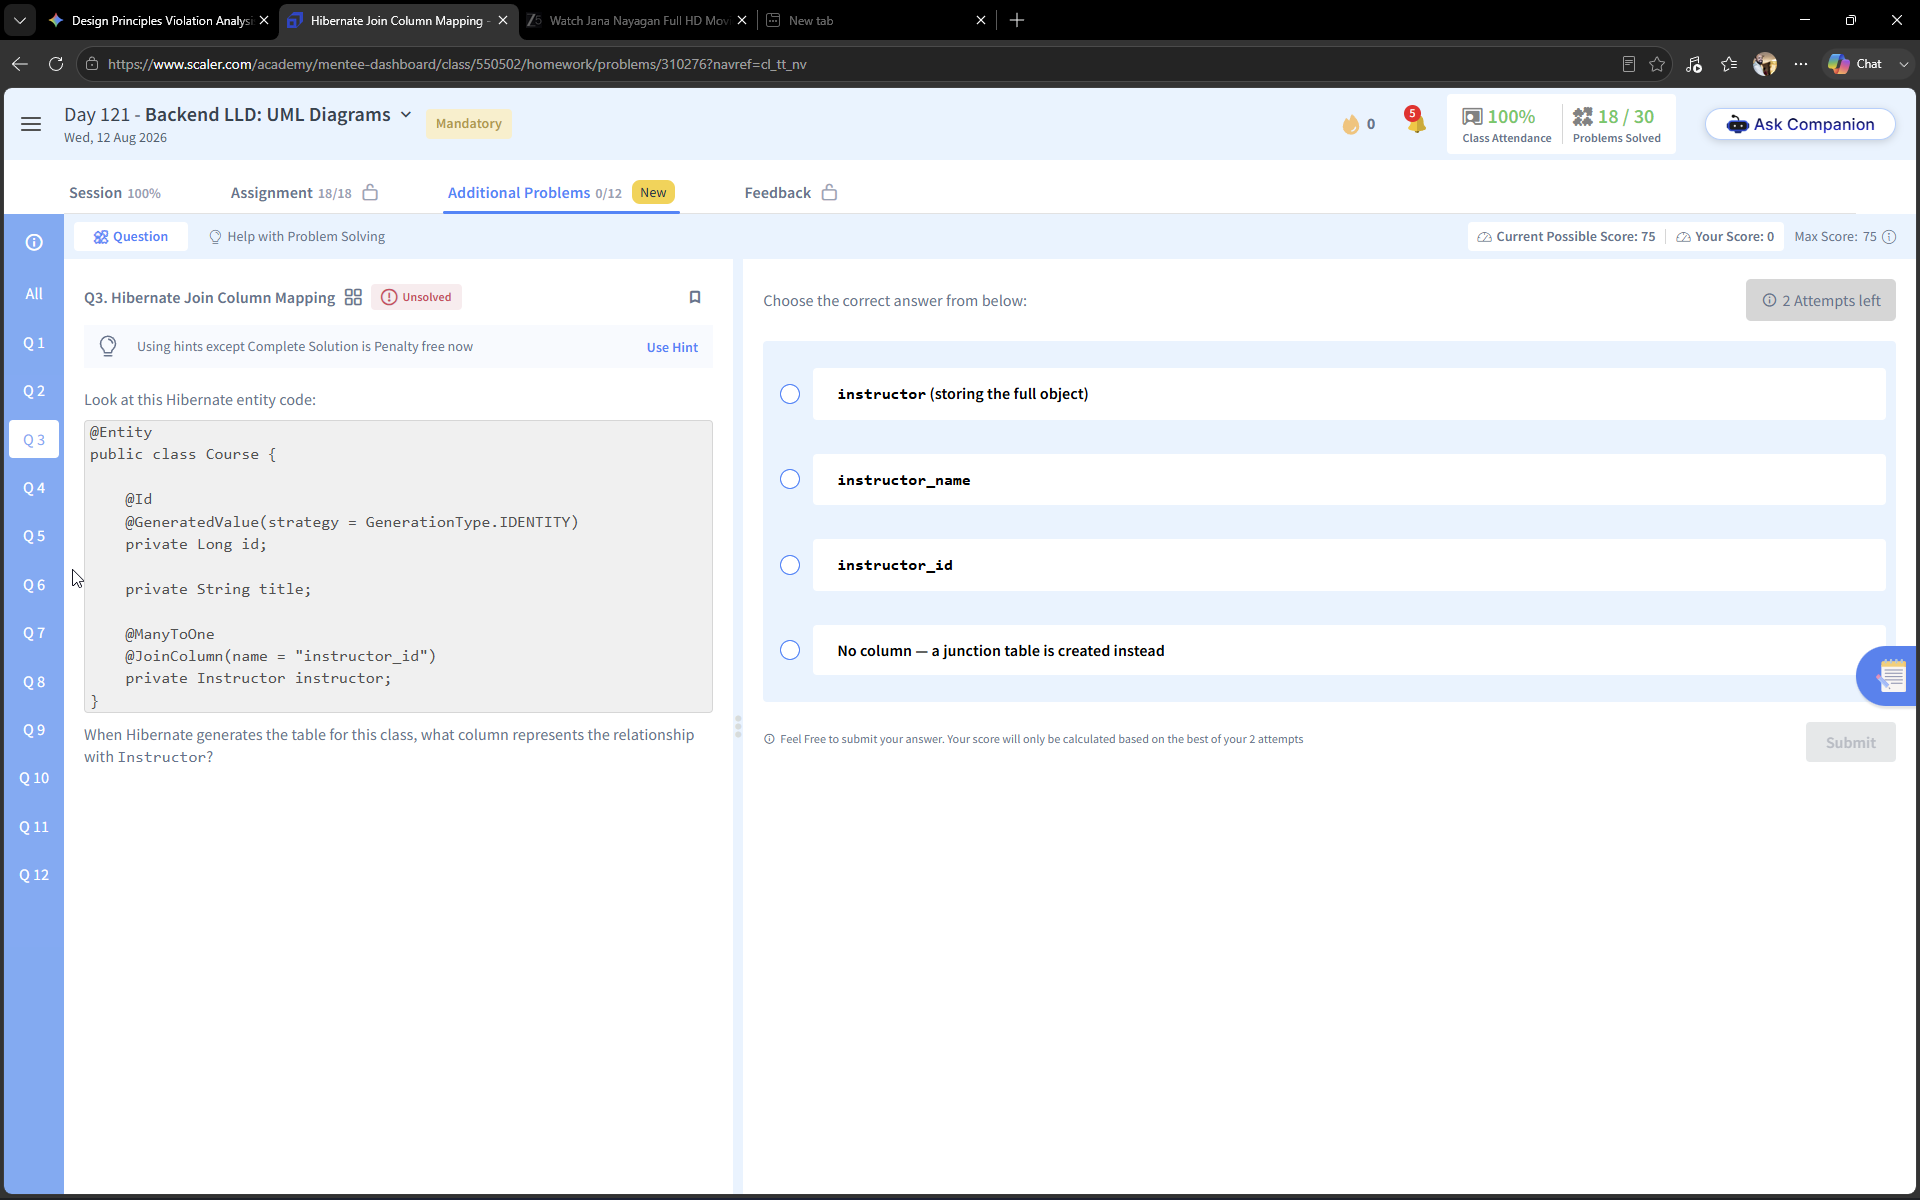 Design Principles Violation Analysi
Hibernate Join Column Mapping -
Watch Jana Nayagan Full HD Movi
New tab
https://www.scaler.com/academy/mentee-dashboard/class/550502/homework/problems/310276?navref=cl_tt_nv
Chat
Day 121 - Backend LLD: UML Diagrams
Mandatory
Wed, 12 Aug 2026
0
5
100%
Class Attendance
18 / 30
Problems Solved
Ask Companion
Session 100%
Assignment 18/18
Additional Problems 0/12 New
Feedback
Question
Help with Problem Solving
Current Possible Score: 75
Your Score: 0
Max Score: 75
All
Q 1
Q 2
Q 3
Q 4
Q 5
Q 6
Q 7
Q 8
Q 9
Q 10
Q 11
Q 12
Q3. Hibernate Join Column Mapping
Unsolved
Using hints except Complete Solution is Penalty free now
Use Hint
Look at this Hibernate entity code:
@Entity
public class Course {
@Id
@GeneratedValue(strategy = GenerationType.IDENTITY)
private Long id;
private String title;
@ManyToOne
@JoinColumn(name = "instructor_id")
private Instructor instructor;
}
When Hibernate generates the table for this class, what column represents the relationship
with Instructor?
Choose the correct answer from below:
2 Attempts left
instructor (storing the full object)
instructor_name
instructor_id
No column — a junction table is created instead
Feel Free to submit your answer. Your score will only be calculated based on the best of your 2 attempts
Submit